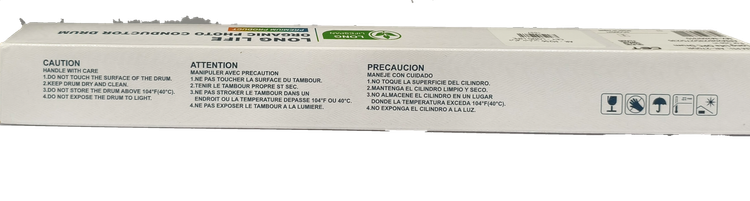 LONG LIFE
ORGANIC PHOTO CONDUCTOR DRUM
PREMIUM PRODUCT
LONG
CAUTION
HANDLE WITH CARE
1.DO NOT TOUCH THE SURFACE OF THE DRUM.
2.KEEP DRUM DRY AND CLEAN.
3.DO NOT STORE THE DRUM ABOVE 104°F(40°C).
4.DO NOT EXPOSE THE DRUM TO LIGHT.
ATTENTION
MANIPULER AVEC PRECAUTION
1.NE PAS TOUCHER LA SURFACE DU TAMBOUR.
2.TENIR LE TAMBOUR PROPRE ST SEC.
3.NE PAS STROKER LE TAMBOUR DANS UN
ENDROIT OU LA TEMPERATURE DEPASSE 104°F OU 40°C.
4.NE PAS EXPOSER LE TAMBOUR A LA LUMIERE.
PRECAUCION
MANEJE CON CUIDADO
1.NO TOQUE LA SUPERFICIE DEL CILINDRO.
2.MANTENGA EL CILINDRO LIMPIO Y SECO.
3.NO ALMACENE EL CILINDRO EN UN LUGAR
DONDE LA TEMPERATURA EXCEDA 104°F(40°C).
4.NO EXPONGA EL CILINDRO A LA LUZ.